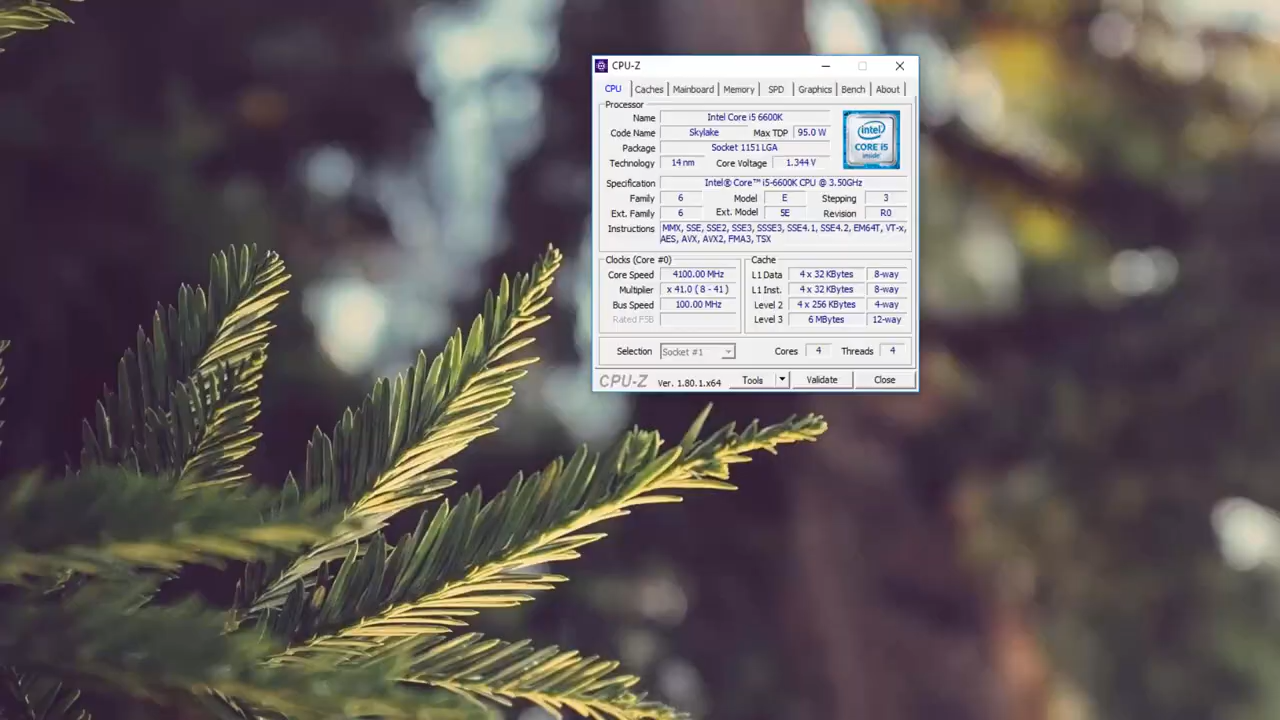 CPU-Z
CPU Caches Mainboard Memory SPD Graphics Bench About
Processor
Name Intel Core i5 6600K
Code Name Skylake Max TDP 95.0 W
Package Socket 1151 LGA
Technology 14 nm Core Voltage 1.344 V
intel
CORE i5
inside™
Specification Intel® Core™ i5-6600K CPU @ 3.50GHz
Family 6 Model E Stepping 3
Ext. Family 6 Ext. Model 5E Revision R0
Instructions MMX, SSE, SSE2, SSE3, SSSE3, SSE4.1, SSE4.2, EM64T, VT-x,
AES, AVX, AVX2, FMA3, TSX
Clocks (Core #0)
Core Speed 4100.00 MHz
Multiplier x 41.0 ( 8 - 41 )
Bus Speed 100.00 MHz
Rated FSB
Cache
L1 Data 4 x 32 KBytes 8-way
L1 Inst. 4 x 32 KBytes 8-way
Level 2 4 x 256 KBytes 4-way
Level 3 6 MBytes 12-way
Selection Socket #1 Cores 4 Threads 4
CPU-Z Ver. 1.80.1.x64 Tools Validate Close